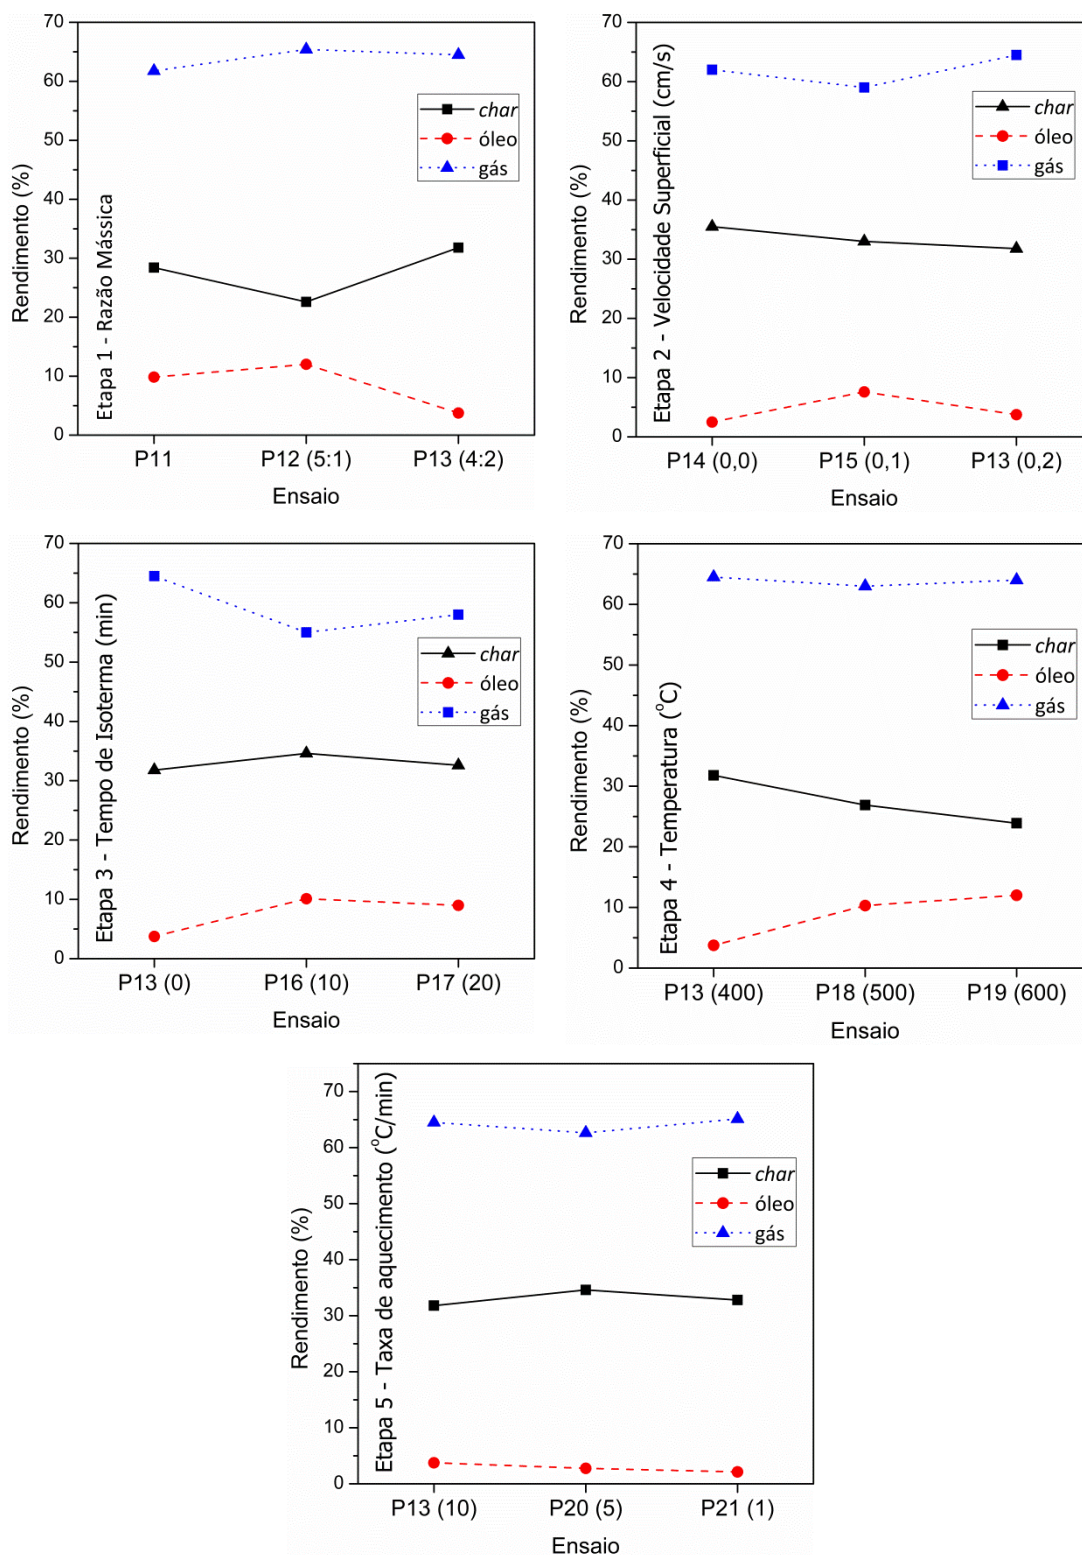 70
60
50
40
30
20
10
0
Rendimento (%)
Etapa 1 - Razão Mássica
char
óleo
gás
P11
P12 (5:1)
P13 (4:2)
Ensaio
70
60
50
40
30
20
10
0
Rendimento (%)
Etapa 2 - Velocidade Superficial (cm/s)
char
óleo
gás
P14 (0,0)
P15 (0,1)
P13 (0,2)
Ensaio
70
60
50
40
30
20
10
0
Rendimento (%)
Etapa 3 - Tempo de Isoterma (min)
char
óleo
gás
P13 (0)
P16 (10)
P17 (20)
Ensaio
70
60
50
40
30
20
10
0
Rendimento (%)
Etapa 4 - Temperatura (°C)
char
óleo
gás
P13 (400)
P18 (500)
P19 (600)
Ensaio
70
60
50
40
30
20
10
0
Rendimento (%)
Etapa 5 - Taxa de aquecimento (°C/min)
char
óleo
gás
P13 (10)
P20 (5)
P21 (1)
Ensaio